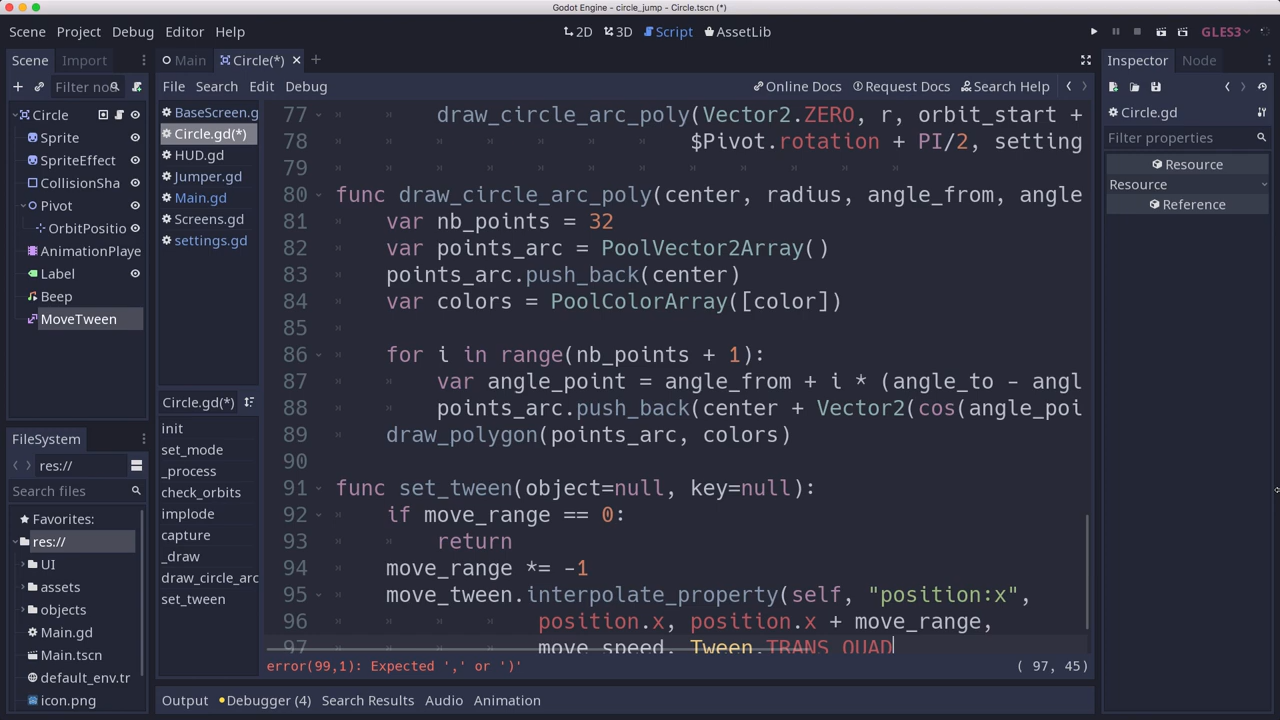 Godot Engine - circle_jump - Circle.tscn (*)
Scene Project Debug Editor Help
2D 3D Script AssetLib
GLES3
Scene Import
Filter no
Circle
Sprite
SpriteEffect
CollisionSha
Pivot
OrbitPositio
AnimationPlaye
Label
Beep
MoveTween
FileSystem
res://
Search files
Favorites:
res://
UI
assets
objects
Main.gd
Main.tscn
default_env.tr
icon.png
Main Circle(*)
File Search Edit Debug
Online Docs Request Docs Search Help
BaseScreen.g
Circle.gd(*)
HUD.gd
Jumper.gd
Main.gd
Screens.gd
settings.gd
Circle.gd(*)
init
set_mode
_process
check_orbits
implode
capture
_draw
draw_circle_arc
set_tween
77 draw_circle_arc_poly(Vector2.ZERO, r, orbit_start +
78 $Pivot.rotation + PI/2, setting
79
80 func draw_circle_arc_poly(center, radius, angle_from, angle
81 var nb_points = 32
82 var points_arc = PoolVector2Array()
83 points_arc.push_back(center)
84 var colors = PoolColorArray([color])
85
86 for i in range(nb_points + 1):
87 var angle_point = angle_from + i * (angle_to - angl
88 points_arc.push_back(center + Vector2(cos(angle_poi
89 draw_polygon(points_arc, colors)
90
91 func set_tween(object=null, key=null):
92 if move_range == 0:
93 return
94 move_range *= -1
95 move_tween.interpolate_property(self, "position:x",
96 position.x, position.x + move_range,
97 move_speed, Tween.TRANS_QUAD
error(99,1): Expected ',' or ')'
( 97, 45)
Output Debugger (4) Search Results Audio Animation
Inspector Node
Circle.gd
Filter properties
Resource
Resource
Reference